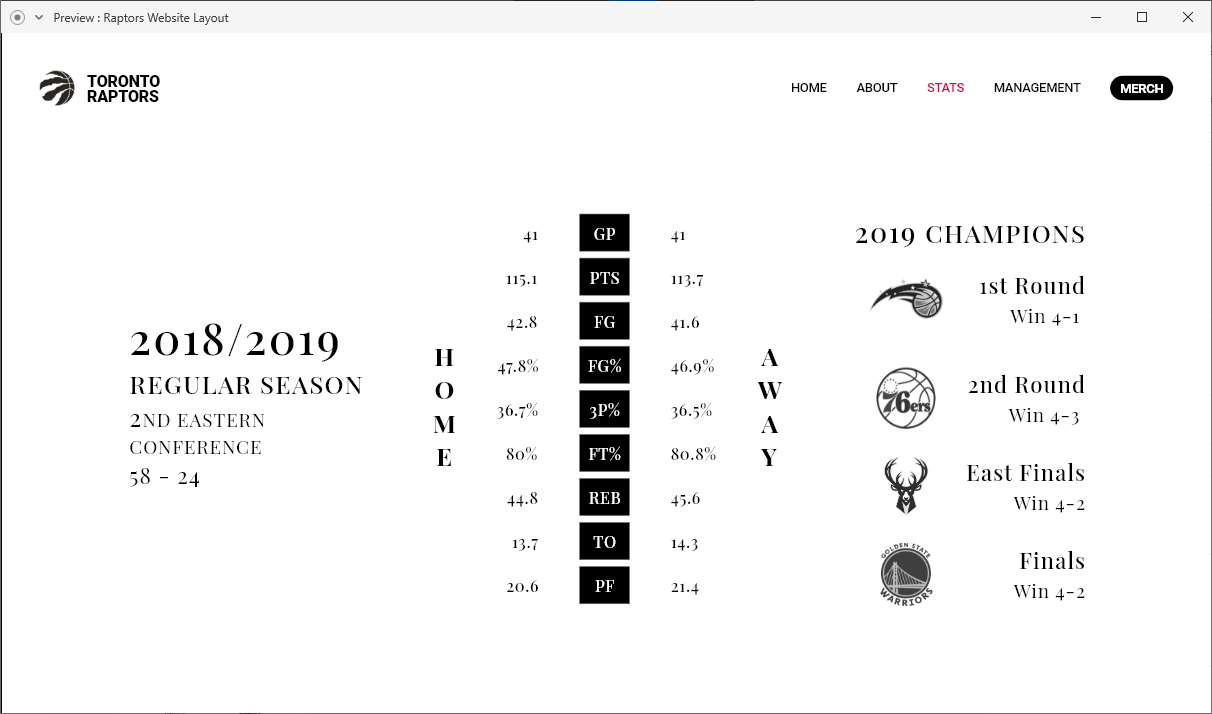 Preview : Raptors Website Layout
TORONTO
RAPTORS
HOME ABOUT STATS MANAGEMENT MERCH
2018/2019
REGULAR SEASON
2ND EASTERN
CONFERENCE
58 - 24
HOME
41 GP 41
115.1 PTS 113.7
42.8 FG 41.6
47.8% FG% 46.9%
36.7% 3P% 36.5%
80% FT% 80.8%
44.8 REB 45.6
13.7 TO 14.3
20.6 PF 21.4
AWAY
2019 CHAMPIONS
1st Round
Win 4-1
76ers
2nd Round
Win 4-3
East Finals
Win 4-2
GOLDEN STATE
WARRIORS
Finals
Win 4-2